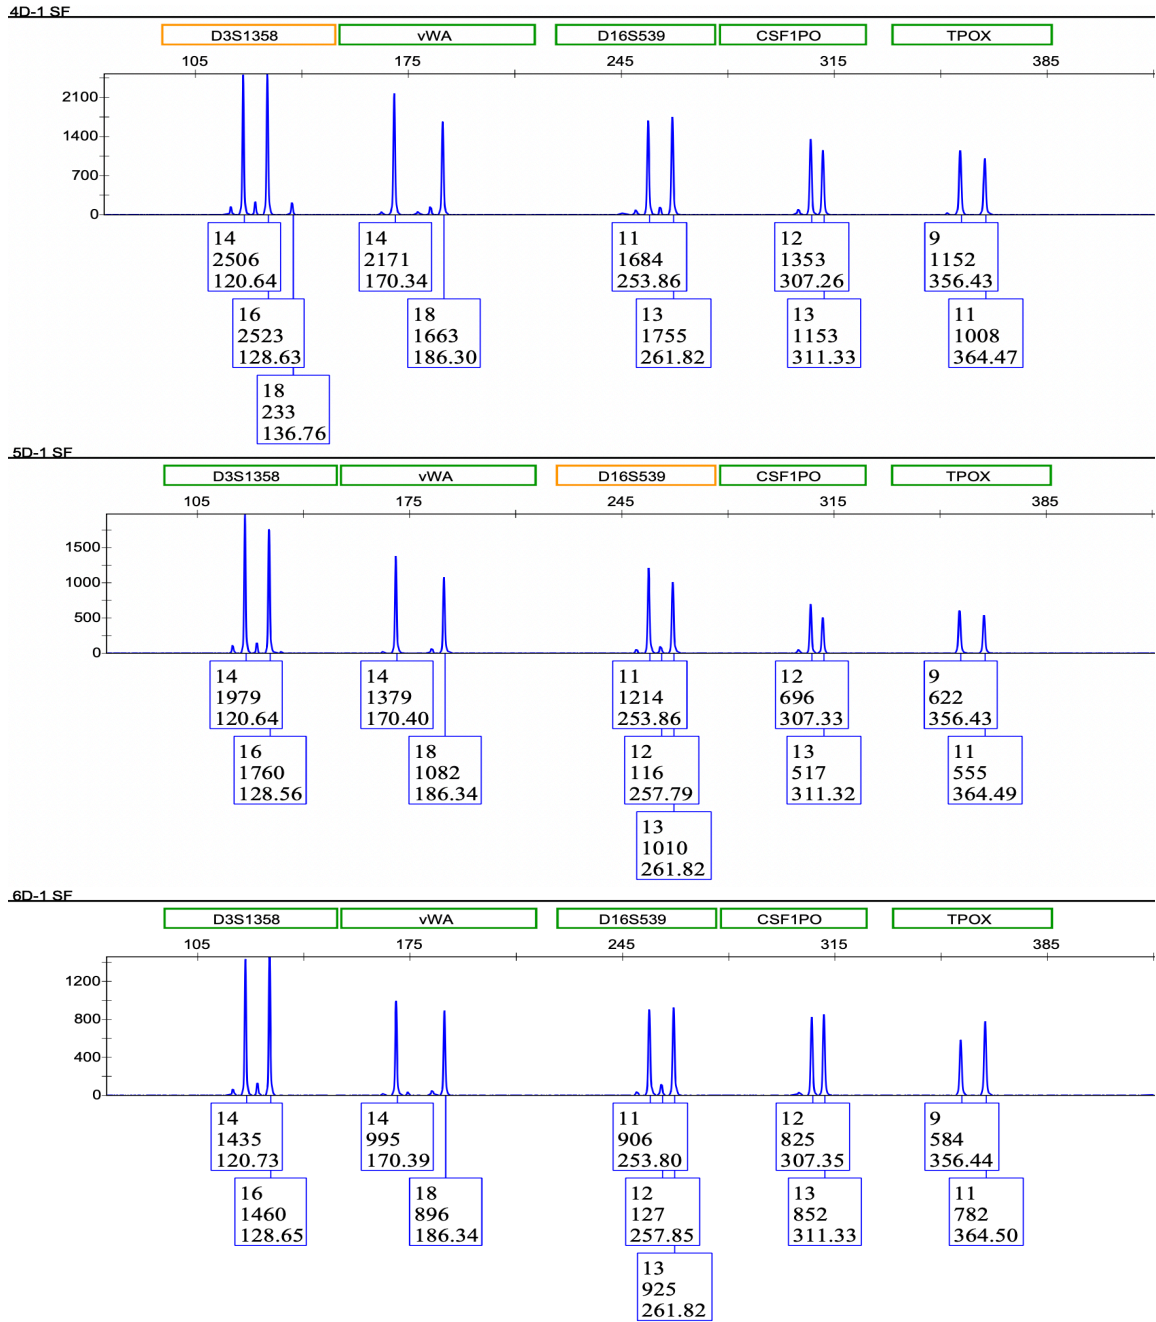 4D-1 SF
D3S1358 vWA D16S539 CSF1PO TPOX
105 175 245 315 385
2100
1400
700
0
14 14 11 12 9
2506 2171 1684 1353 1152
120.64 170.34 253.86 307.26 356.43
16 18 13 13 11
2523 1663 1755 1153 1008
128.63 186.30 261.82 311.33 364.47
18
233
136.76
5D-1 SF
D3S1358 vWA D16S539 CSF1PO TPOX
105 175 245 315 385
1500
1000
500
0
14 14 11 12 9
1979 1379 1214 696 622
120.64 170.40 253.86 307.33 356.43
16 18 12 13 11
1760 1082 116 517 555
128.56 186.34 257.79 311.32 364.49
13
1010
261.82
6D-1 SF
D3S1358 vWA D16S539 CSF1PO TPOX
105 175 245 315 385
1200
800
400
0
14 14 11 12 9
1435 995 906 825 584
120.73 170.39 253.80 307.35 356.44
16 18 12 13 11
1460 896 127 852 782
128.65 186.34 257.85 311.33 364.50
13
925
261.82